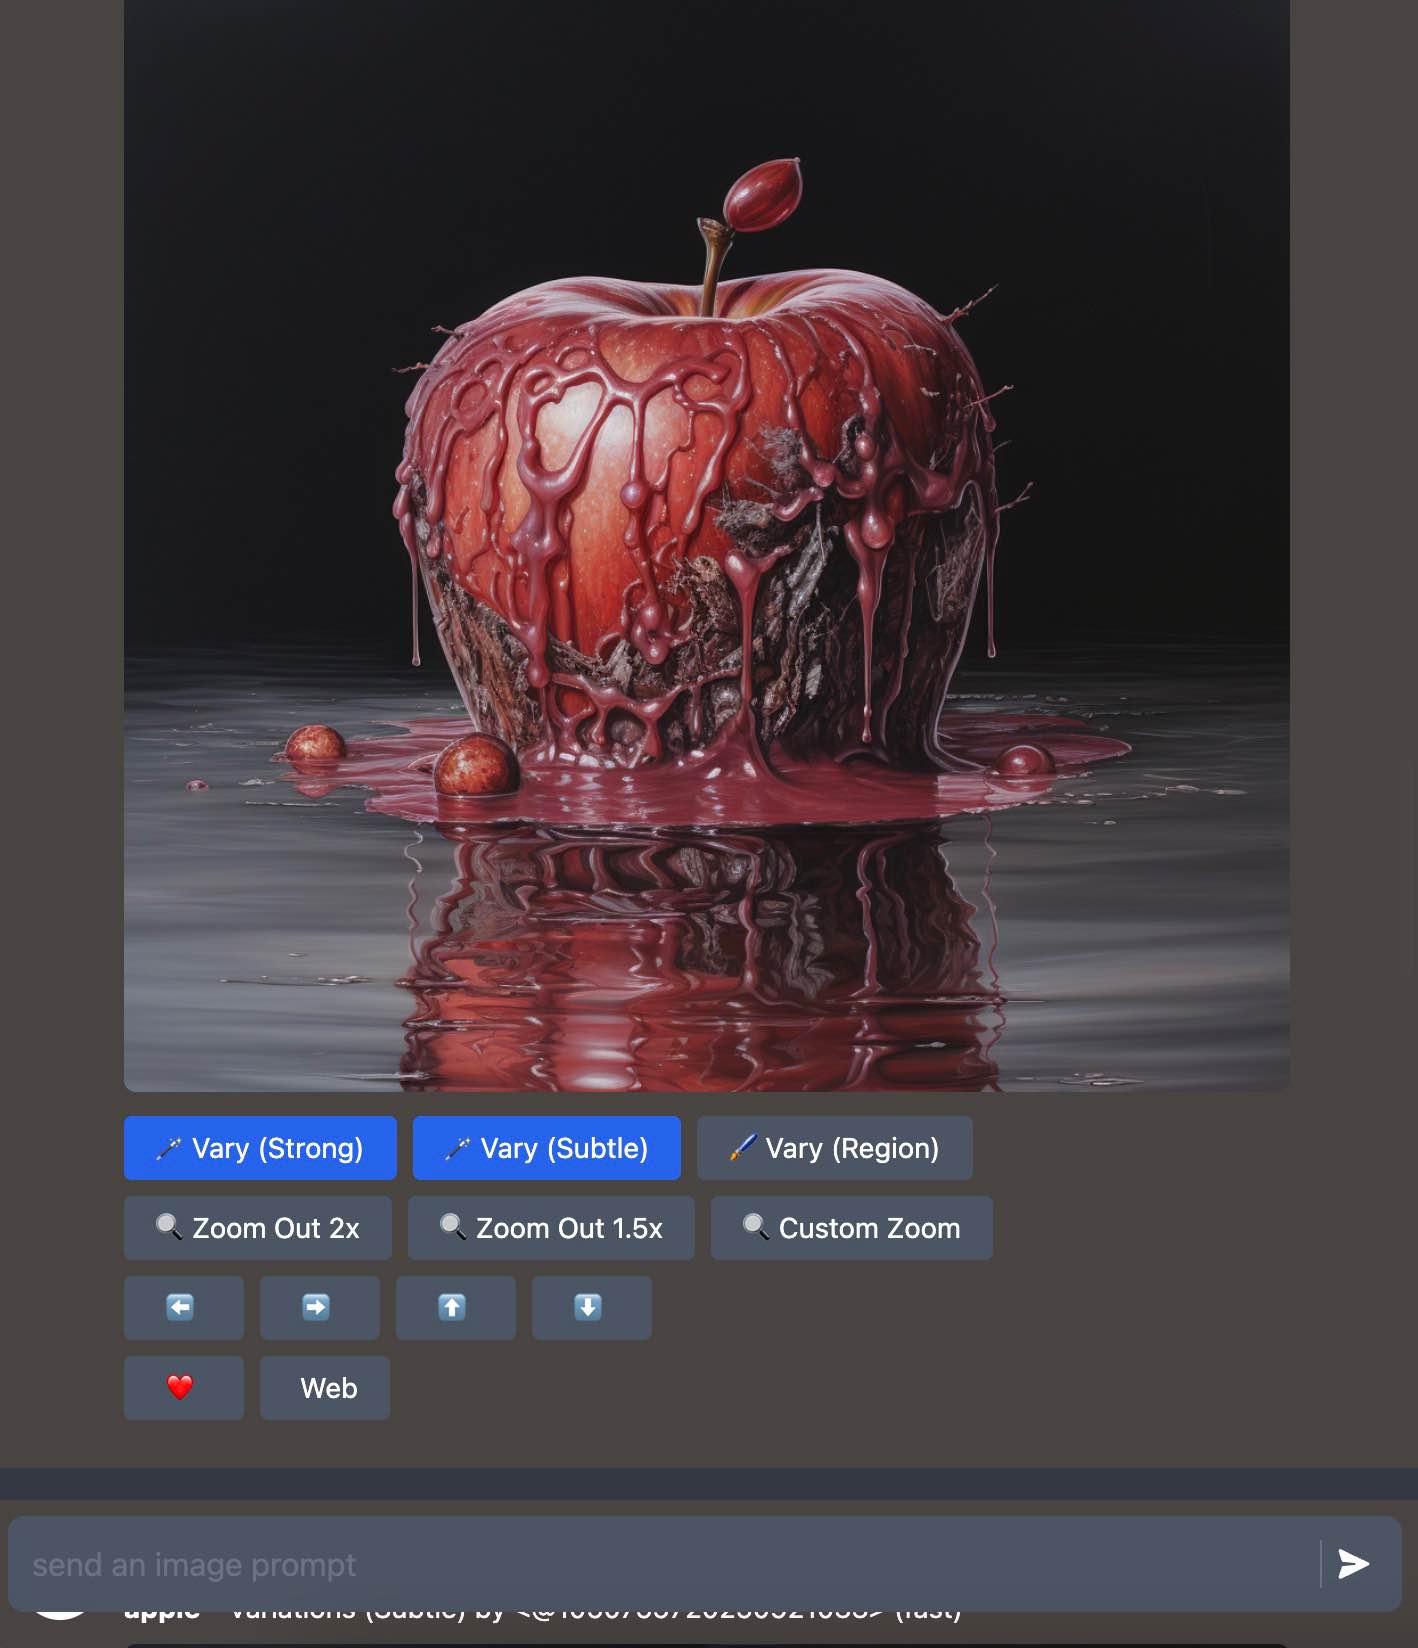 Vary (Strong) Vary (Subtle) Vary (Region)
Zoom Out 2x Zoom Out 1.5x Custom Zoom
Web
send an image prompt
apple - Variations (Subtle) by (fast)